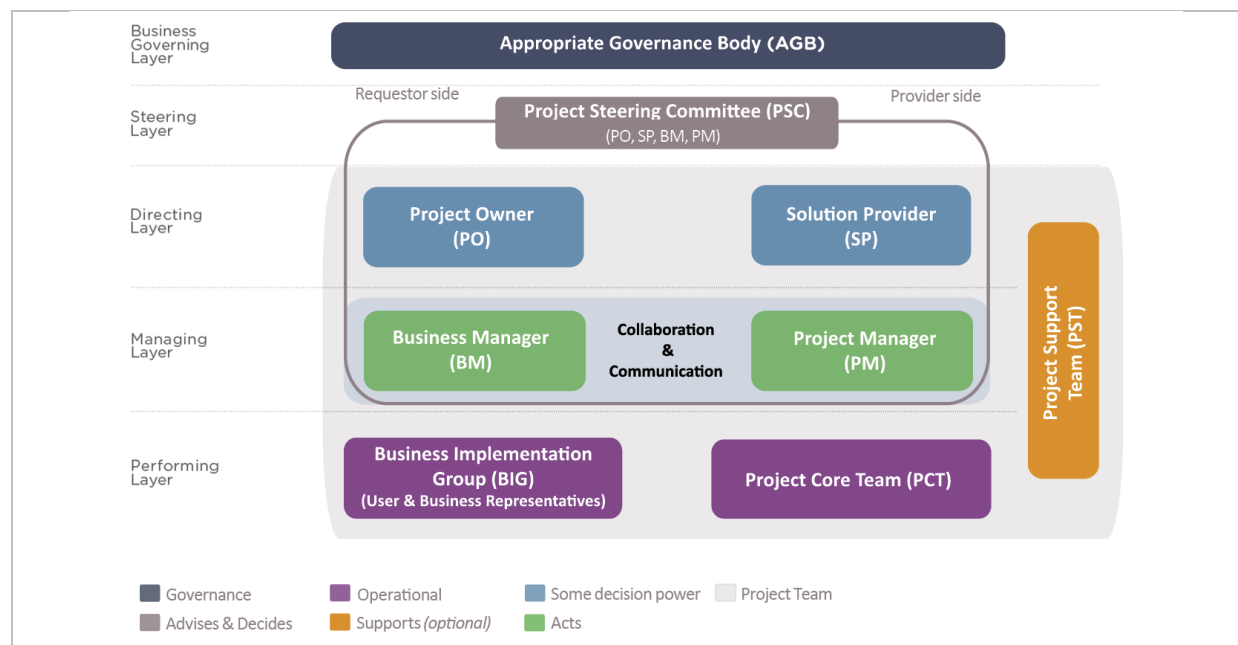 Business
Governing
Layer
Appropriate Governance Body (AGB)
Requestor side
Provider side
Steering
Layer
Project Steering Committee (PSC)
(PO, SP, BM, PM)
Directing
Layer
Project Owner
(PO)
Solution Provider
(SP)
Managing
Layer
Business Manager
(BM)
Collaboration
&
Communication
Project Manager
(PM)
Project Support
Team (PST)
Performing
Layer
Business Implementation
Group (BIG)
(User & Business Representatives)
Project Core Team (PCT)
Governance
Operational
Some decision power
Project Team
Advises & Decides
Supports (optional)
Acts